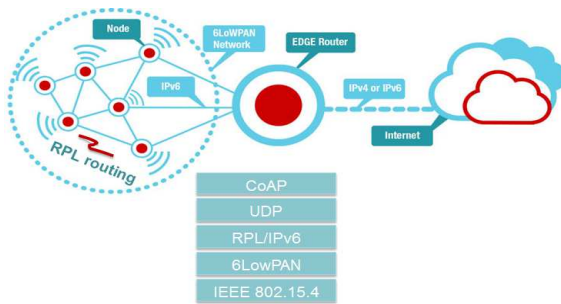 Node
6LoWPAN
Network
EDGE Router
IPv6
IPv4 or IPv6
Internet
RPL routing
CoAP
UDP
RPL/IPv6
6LowPAN
IEEE 802.15.4